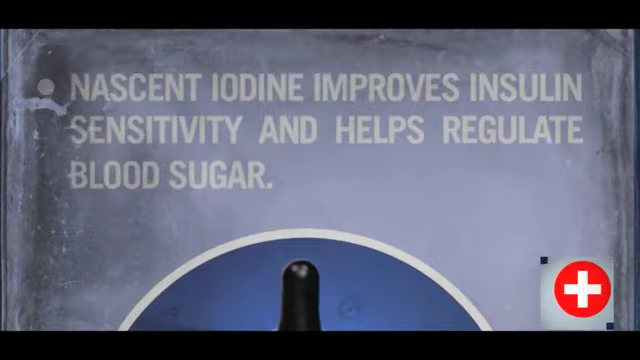 NASCENT IODINE IMPROVES INSULIN
SENSITIVITY AND HELPS REGULATE
BLOOD SUGAR.